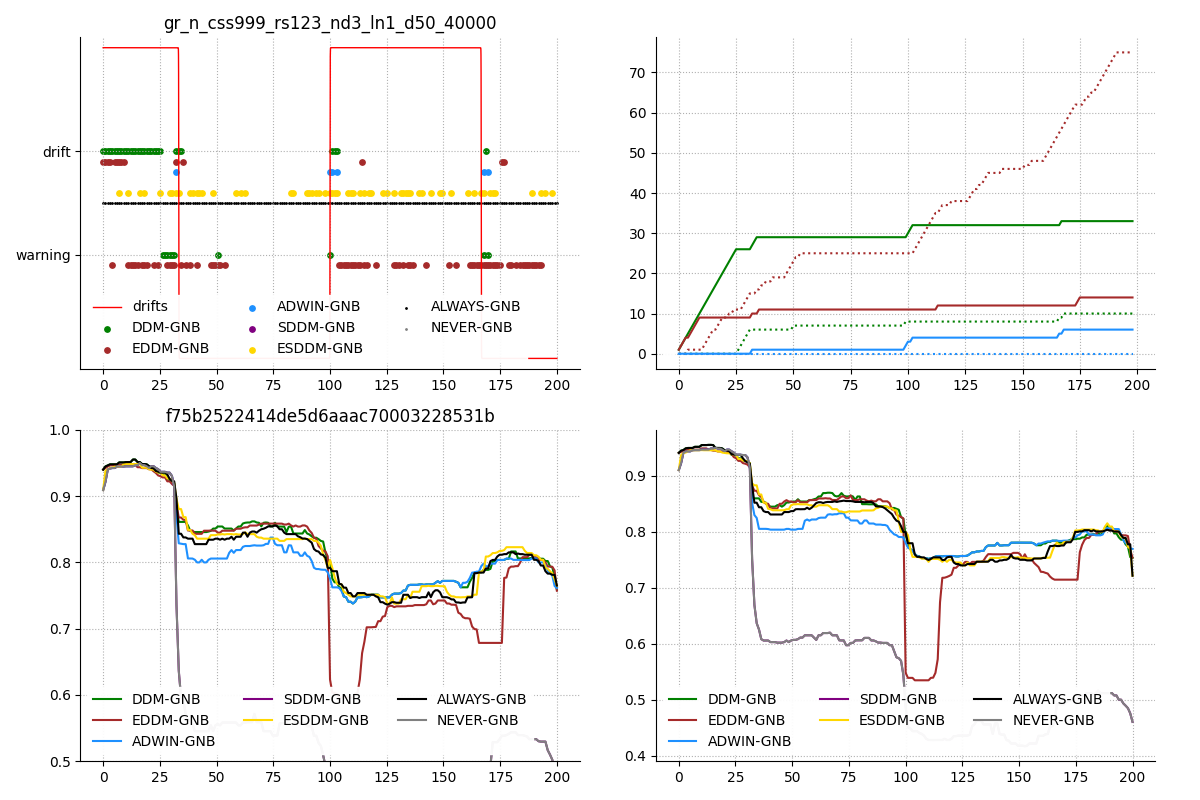 gr_n_css999_rs123_nd3_ln1_d50_40000
drift
warning
drifts
DDM-GNB
EDDM-GNB
ADWIN-GNB
SDDM-GNB
ESDDM-GNB
ALWAYS-GNB
NEVER-GNB
0 25 50 75 100 125 150 175 200
70
60
50
40
30
20
10
0
0 25 50 75 100 125 150 175 200
f75b2522414de5d6aaac70003228531b
1.0
0.9
0.8
0.7
0.6
0.5
DDM-GNB
EDDM-GNB
ADWIN-GNB
SDDM-GNB
ESDDM-GNB
ALWAYS-GNB
NEVER-GNB
0 25 50 75 100 125 150 175 200
0.9
0.8
0.7
0.6
0.5
0.4
DDM-GNB
EDDM-GNB
ADWIN-GNB
SDDM-GNB
ESDDM-GNB
ALWAYS-GNB
NEVER-GNB
0 25 50 75 100 125 150 175 200